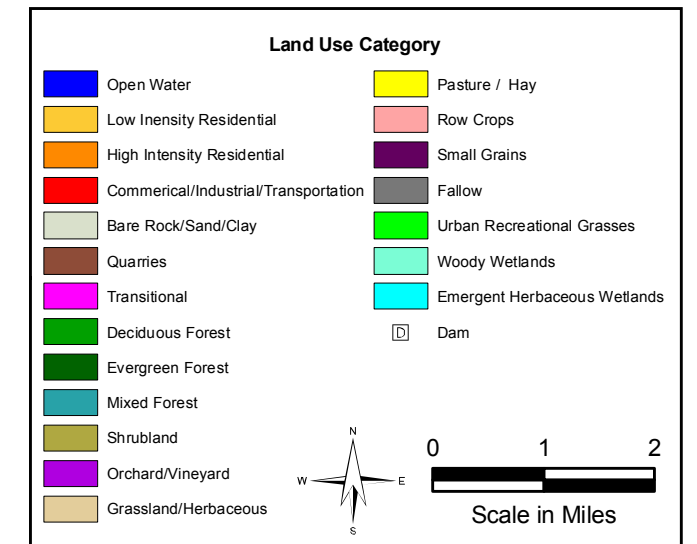 Land Use Category
Open Water
Low Inensity Residential
High Intensity Residential
Commerical/Industrial/Transportation
Bare Rock/Sand/Clay
Quarries
Transitional
Deciduous Forest
Evergreen Forest
Mixed Forest
Shrubland
Orchard/Vineyard
Grassland/Herbaceous
Pasture / Hay
Row Crops
Small Grains
Fallow
Urban Recreational Grasses
Woody Wetlands
Emergent Herbaceous Wetlands
D Dam
N
W E
S
0 1 2
Scale in Miles